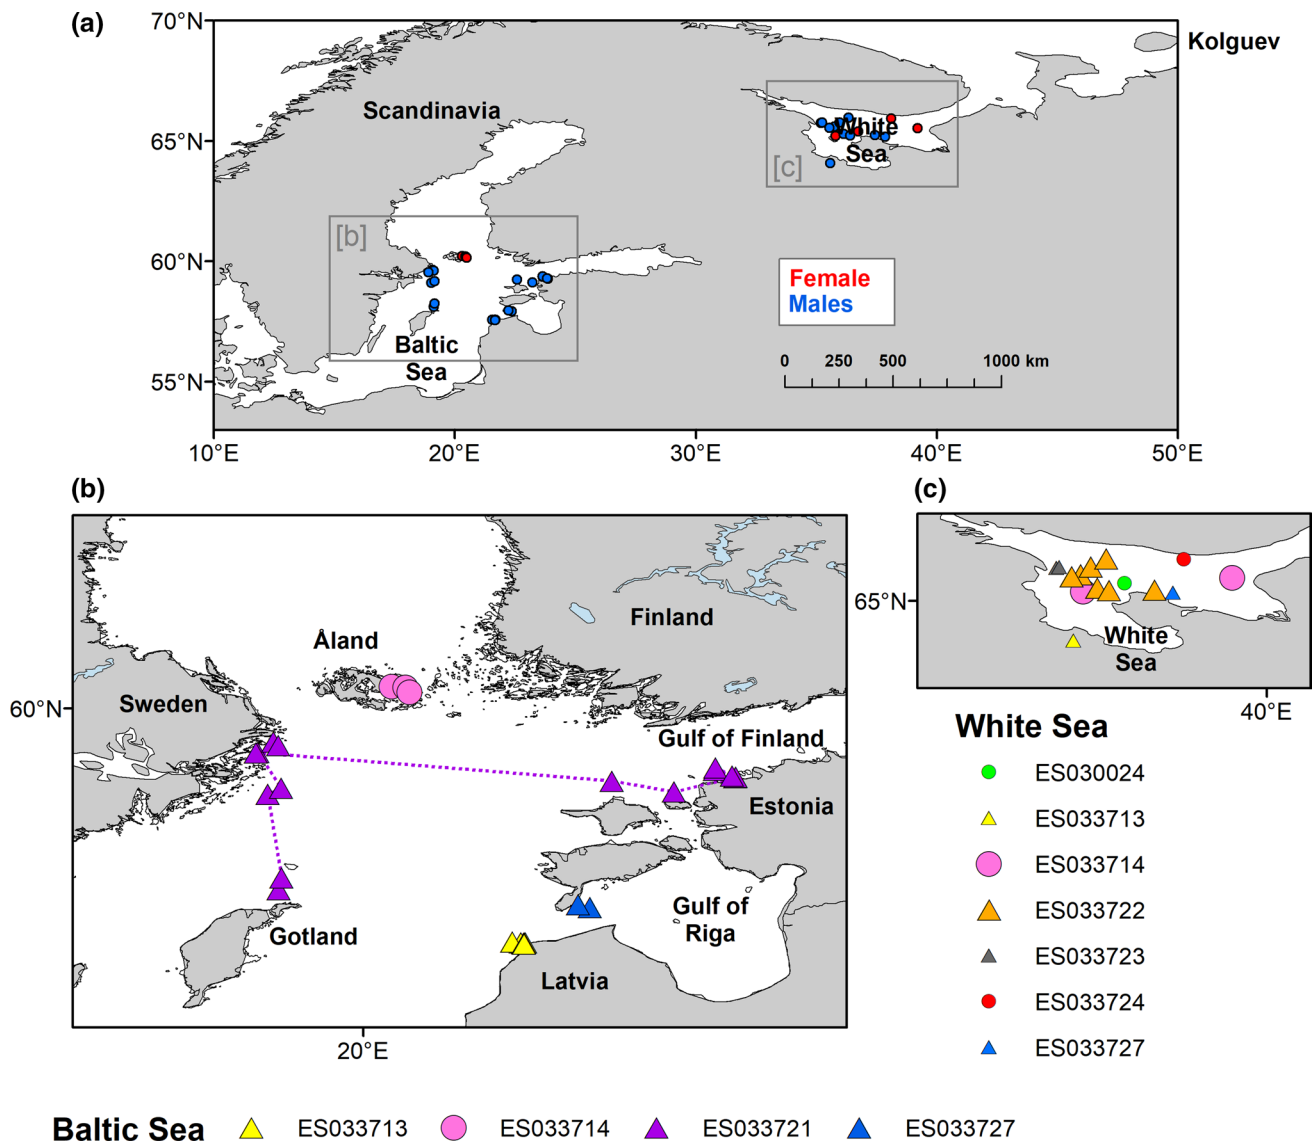 (a)
70°N
65°N
60°N
55°N
10°E
20°E
30°E
40°E
50°E
Kolguev
Scandinavia
White
Sea
[c]
[b]
Baltic
Sea
Female
Males
0 250 500 1000 km
(b)
60°N
20°E
Åland
Finland
Sweden
Gulf of Finland
Estonia
Gotland
Gulf of
Riga
Latvia
(c)
65°N
40°E
White
Sea
White Sea
ES030024
ES033713
ES033714
ES033722
ES033723
ES033724
ES033727
Baltic Sea ES033713 ES033714 ES033721 ES033727